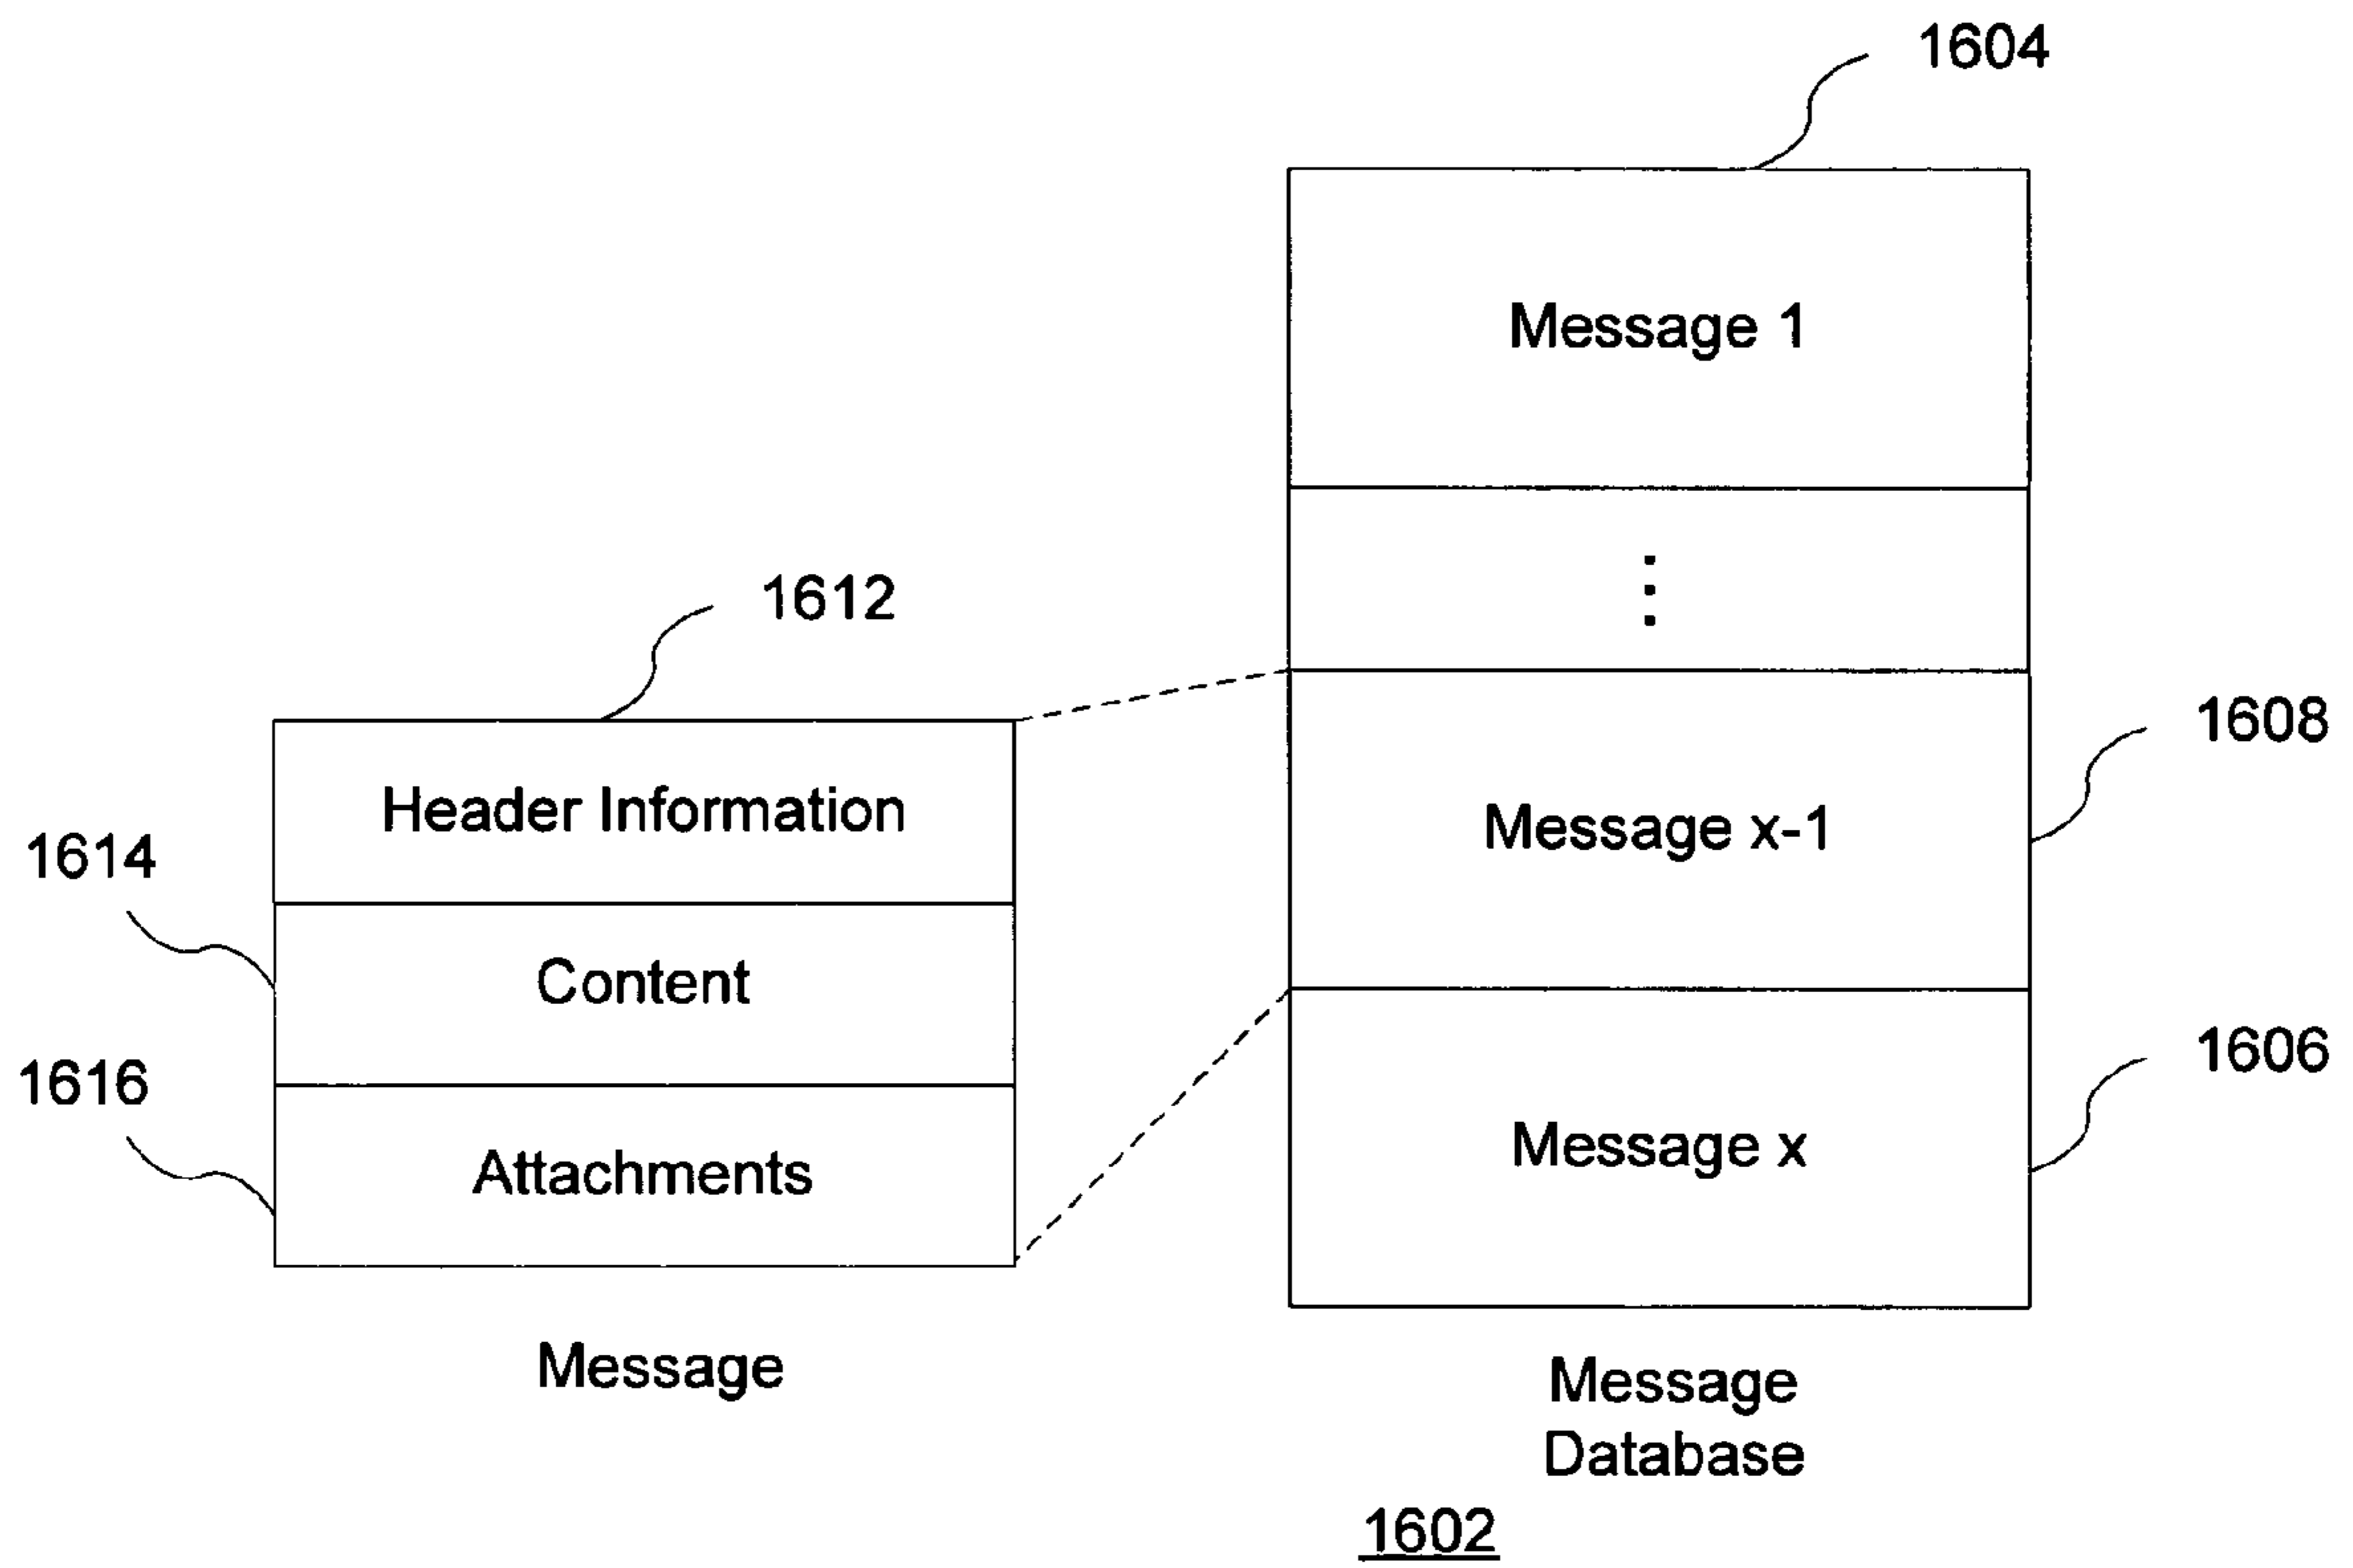 1604
Message 1
⋮
1612
1608
Header Information
Message x-1
1614
Content
1606
1616
Message x
Attachments
Message
Message
Database
1602